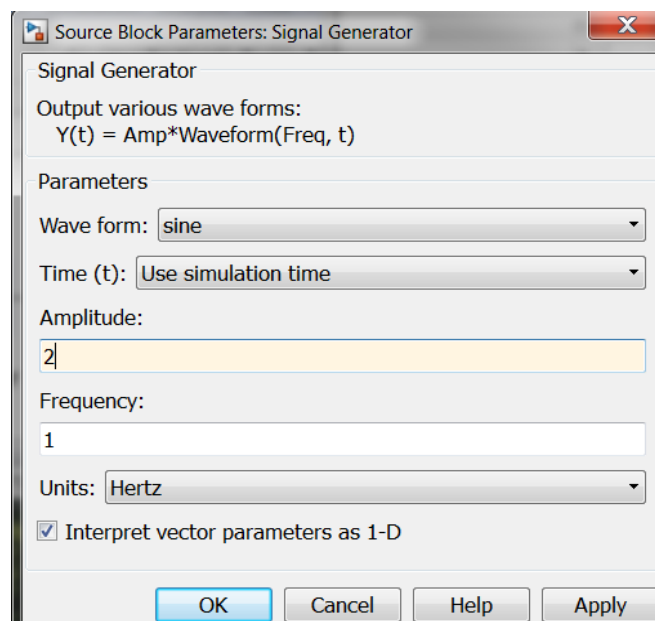 Source Block Parameters: Signal Generator
Signal Generator
Output various wave forms:
Y(t) = Amp*Waveform(Freq, t)
Parameters
Wave form: sine
Time (t): Use simulation time
Amplitude:
2
Frequency:
1
Units: Hertz
Interpret vector parameters as 1-D
OK Cancel Help Apply